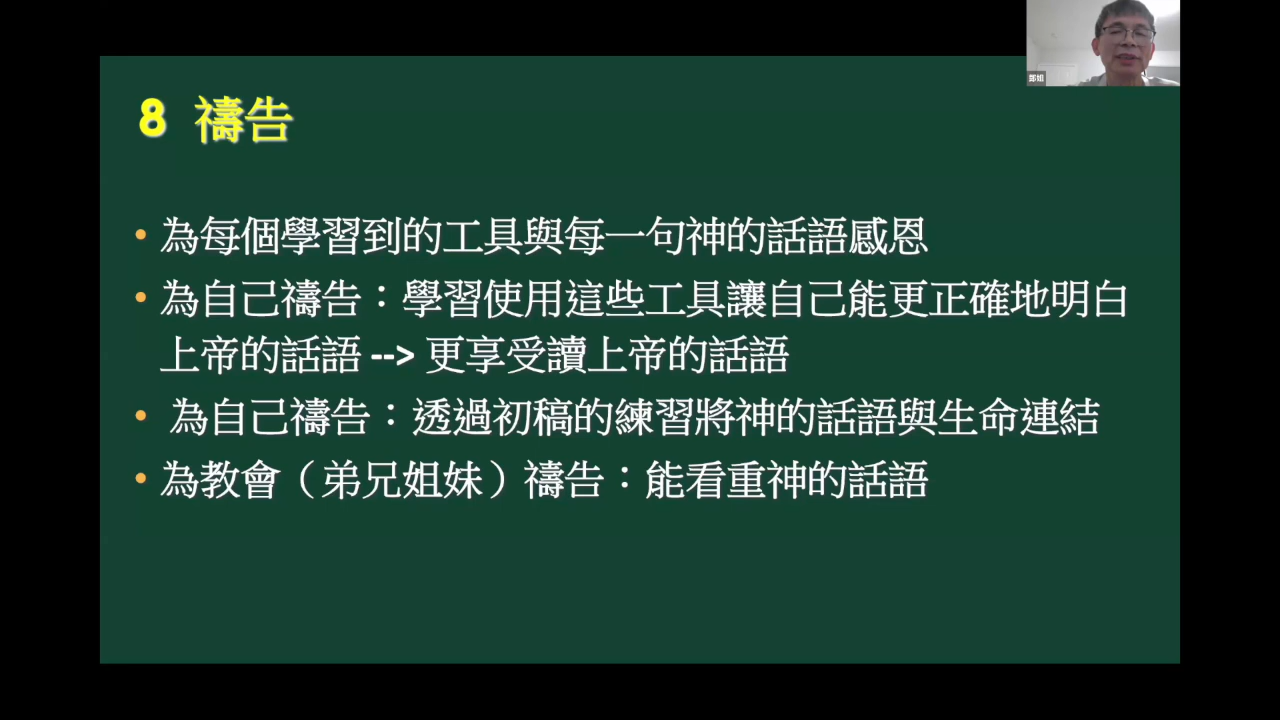 8 禱告
• 為每個學習到的工具與每一句神的話語感恩
• 為自己禱告：學習使用這些工具讓自己能更正確地明白
上帝的話語 --> 更享受讀上帝的話語
• 為自己禱告：透過初稿的練習將神的話語與生命連結
• 為教會（弟兄姐妹）禱告：能看重神的話語